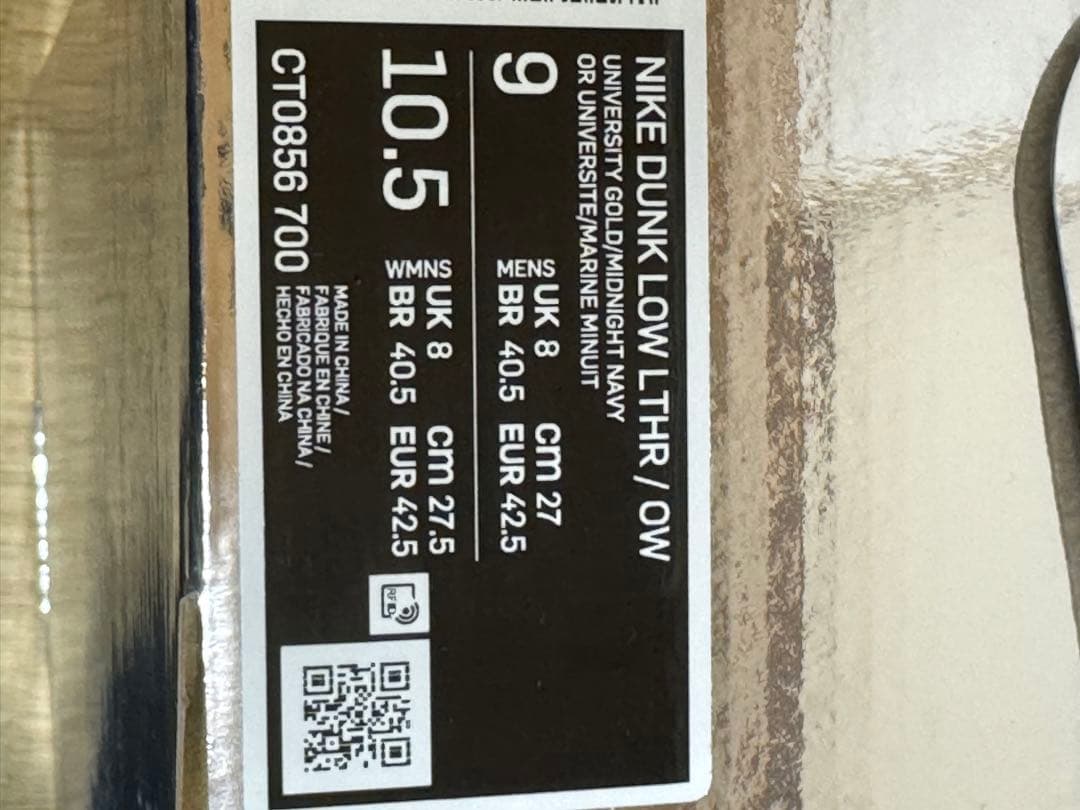 NIKE DUNK LOW LTHR / OW
UNIVERSITY GOLD/MIDNIGHT NAVY
OR UNIVERSITE/MARINE MINUIT
9
MENS UK 8 cm 27
BR 40.5 EUR 42.5
10.5
WMNS UK 8 cm 27.5
BR 40.5 EUR 42.5
RFID
CT0856 700
MADE IN CHINA /
FABRIQUE EN CHINE /
FABRICADO NA CHINA /
HECHO EN CHINA